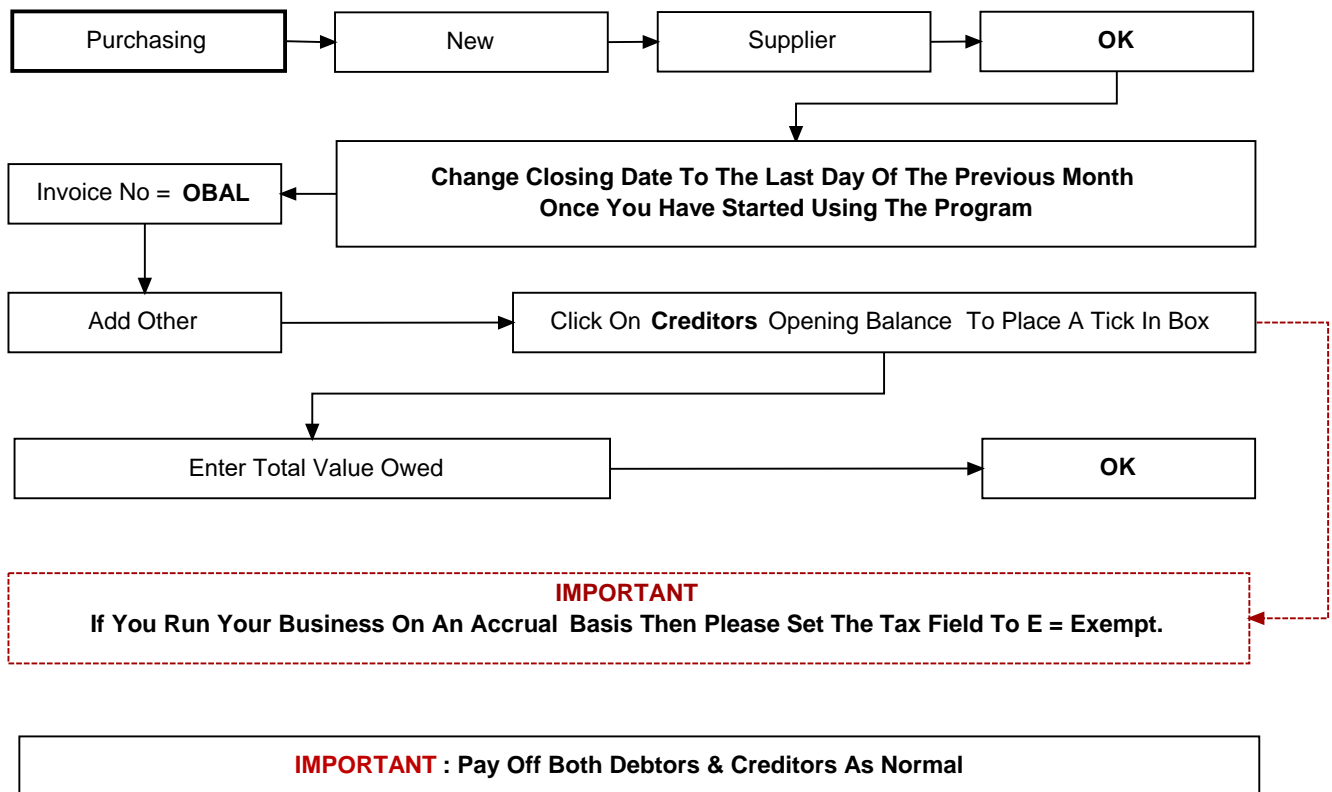 Purchasing
New
Supplier
OK
Change Closing Date To The Last Day Of The Previous Month
Once You Have Started Using The Program
Invoice No = OBAL
Add Other
Click On Creditors Opening Balance To Place A Tick In Box
Enter Total Value Owed
OK
IMPORTANT
If You Run Your Business On An Accrual Basis Then Please Set The Tax Field To E = Exempt.
IMPORTANT : Pay Off Both Debtors & Creditors As Normal